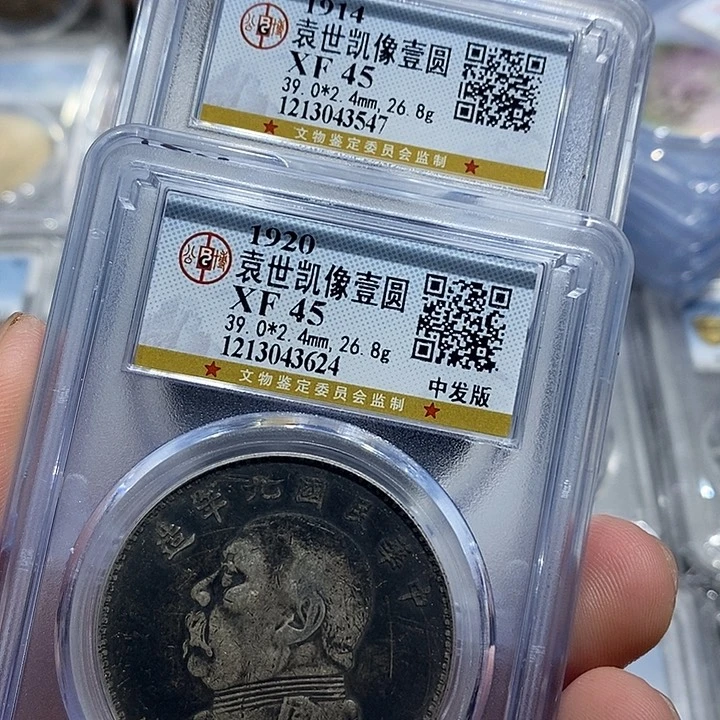 1914
袁世凯像壹圆
XF 45
39.0*2.4mm, 26.8g
1213043547
文物鉴定委员会监制
公博
1920
袁世凯像壹圆
XF 45
39.0*2.4mm, 26.8g
1213043624
中发版
文物鉴定委员会监制
造年九國民華中